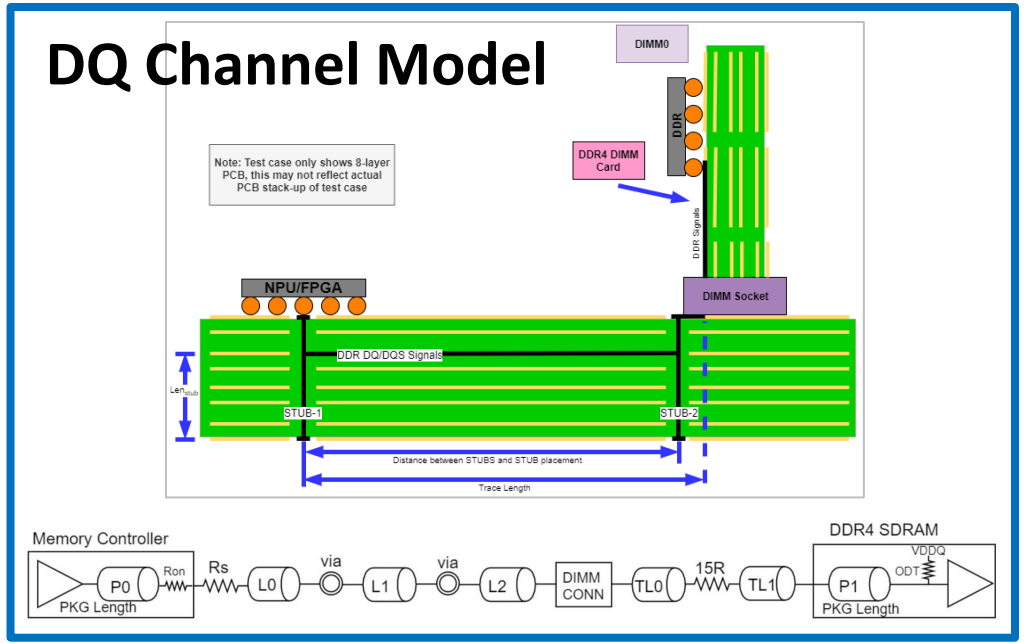 DQ Channel Model
DIMM0
DDR
DDR4 DIMM
Card
Note: Test case only shows 8-layer
PCB, this may not reflect actual
PCB stack-up of test case
DDR Signals
NPU/FPGA
DIMM Socket
DDR DQ/DQS Signals
Lenstub
STUB-1
STUB-2
Distance between STUBS and STUB placement
Trace Length
Memory Controller
DDR4 SDRAM
P0
Ron
PKG Length
Rs
L0
via
L1
via
L2
DIMM
CONN
TL0
15R
TL1
P1
PKG Length
VDDQ
ODT